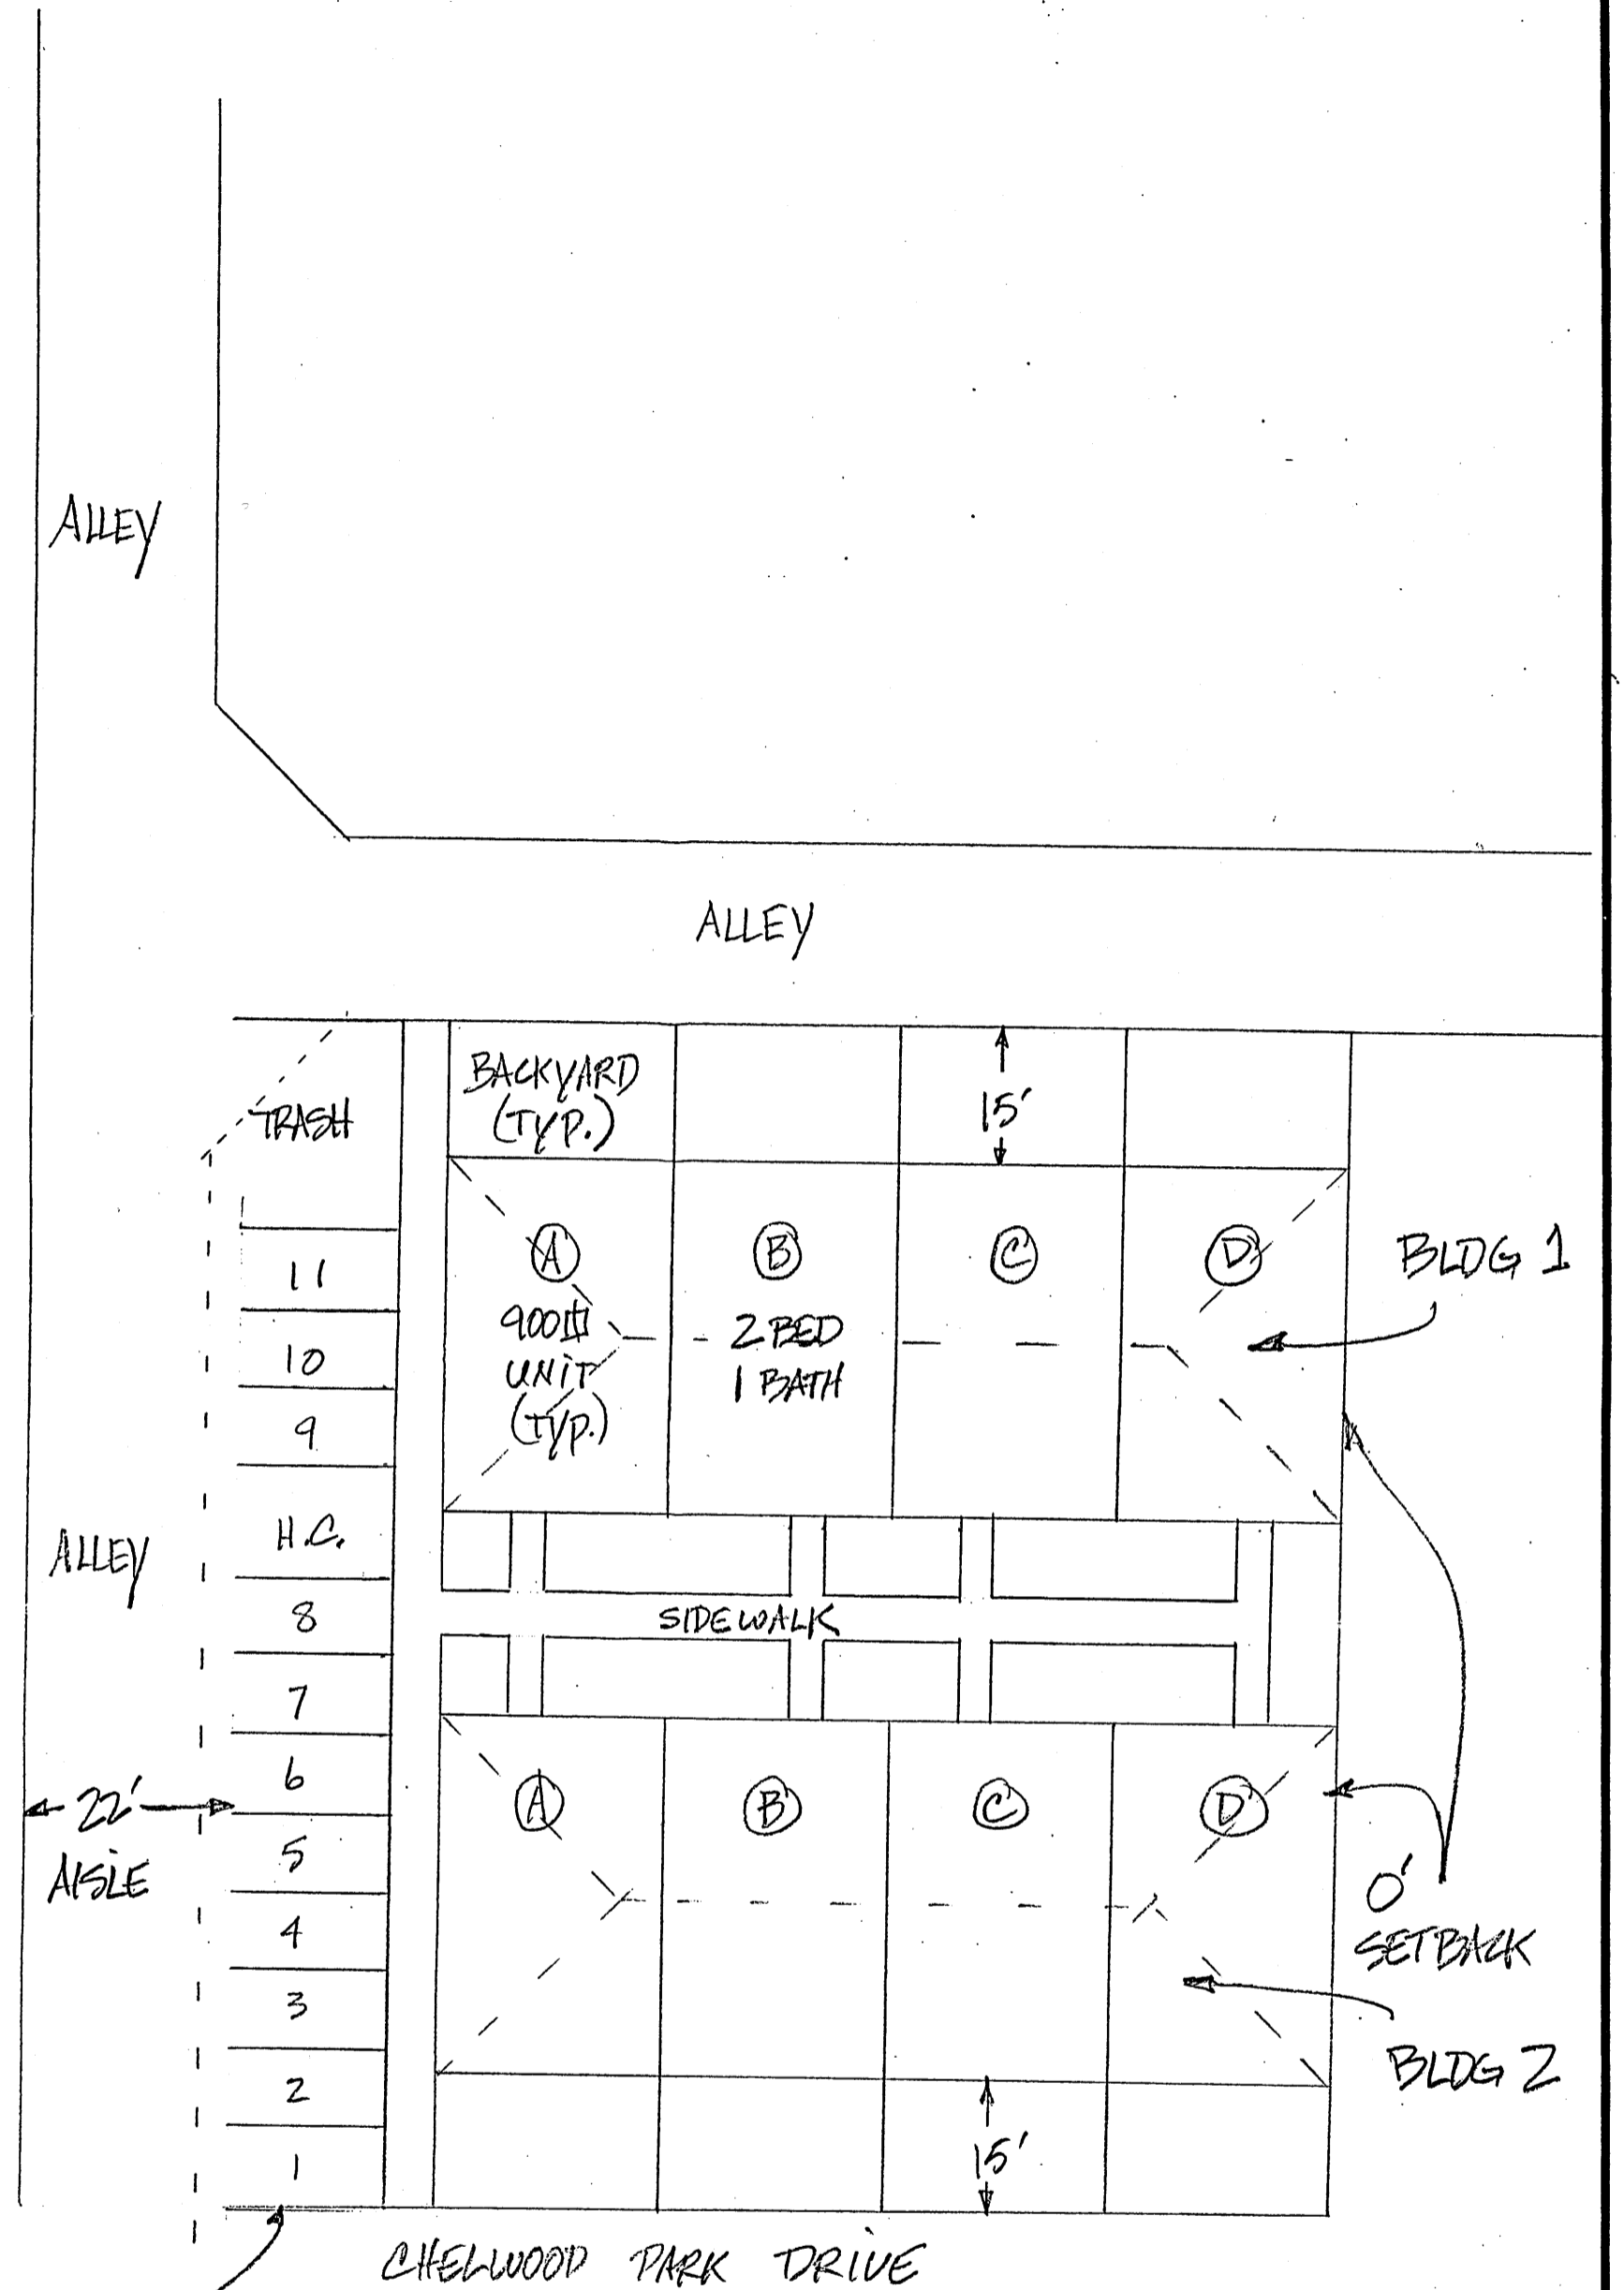 ALLEY
ALLEY
BACKYARD
(TYP.)
15'
TRASH
A
B
C
D
BLDG 1
900
UNIT
(TYP.)
2 BED
1 BATH
11
10
9
H.C.
ALLEY
8
SIDEWALK
7
6
22'
AISLE
5
4
3
2
1
A
B
C
D
0'
SETBACK
BLDG 2
15'
CHELWOOD PARK DRIVE